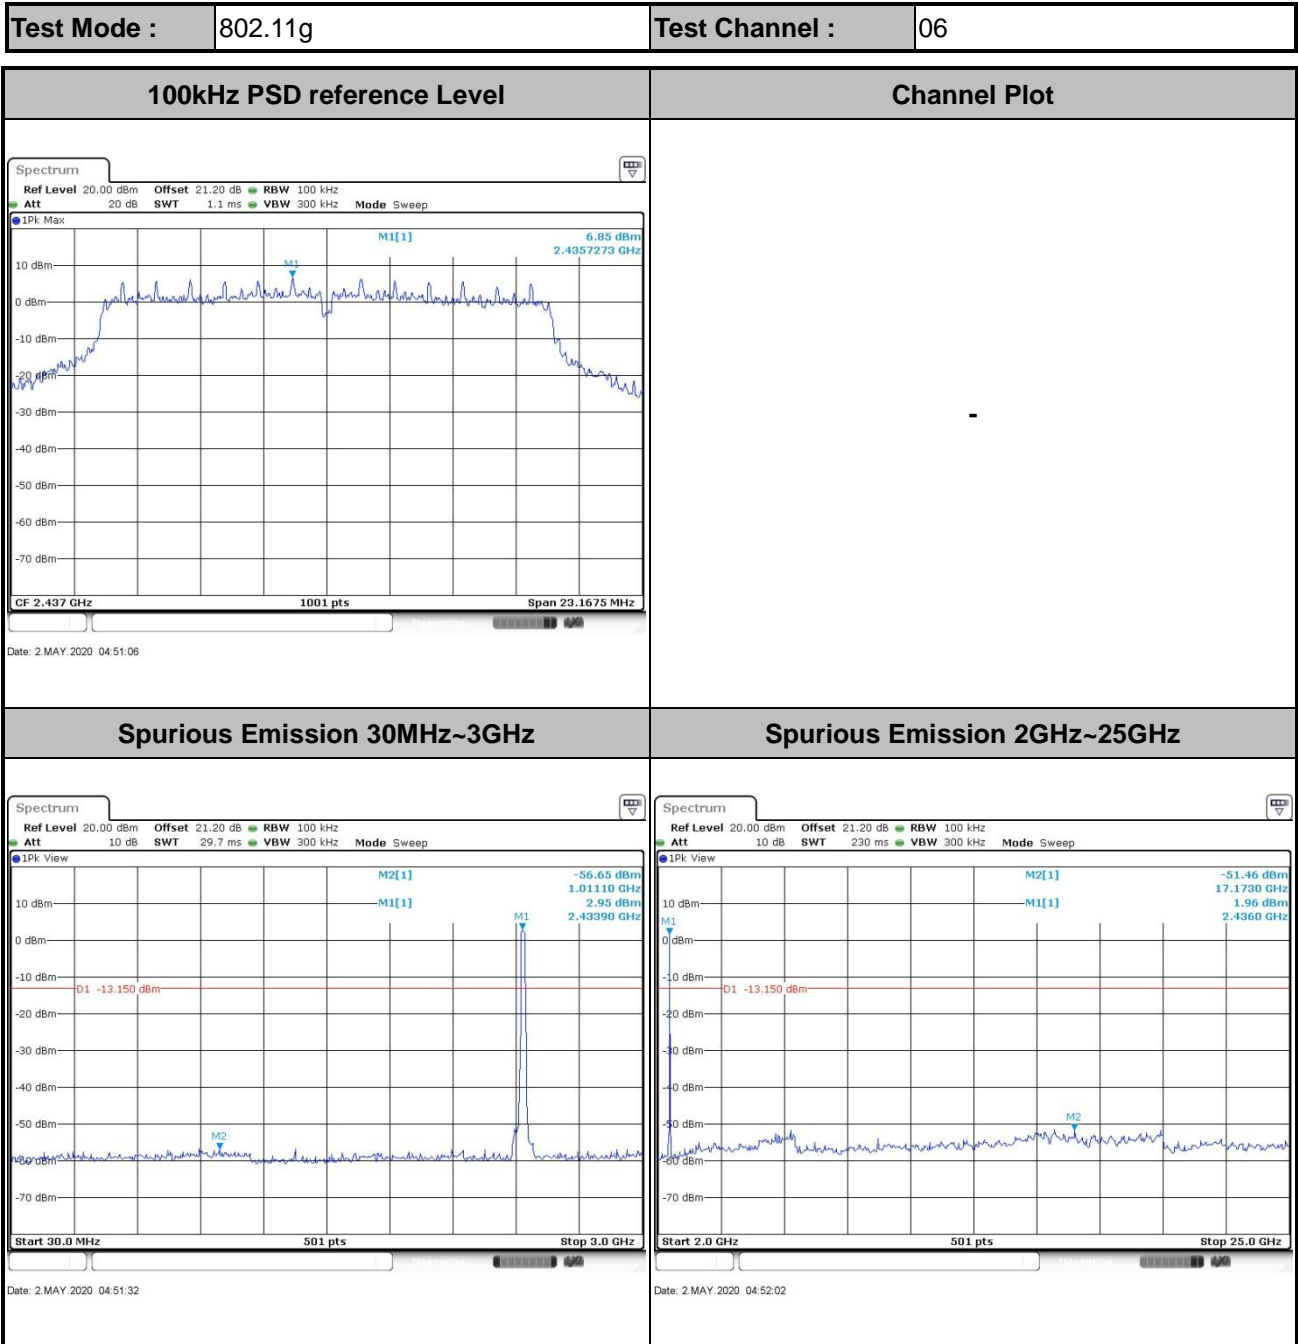 Test Mode : 802.11g Test Channel : 06
100kHz PSD reference Level Channel Plot
Spectrum
Ref Level 20.00 dBm Offset 21.20 dB RBW 100 kHz
Att 20 dB SWT 1.1 ms VBW 300 kHz Mode Sweep
1Pk Max
M1[1] 6.85 dBm
2.4357273 GHz
M1
10 dBm
0 dBm
-10 dBm
-20 dBm
-30 dBm
-40 dBm
-50 dBm
-60 dBm
-70 dBm
CF 2.437 GHz 1001 pts Span 23.1675 MHz
Date: 2.MAY.2020 04:51:06
-
Spurious Emission 30MHz~3GHz Spurious Emission 2GHz~25GHz
Spectrum
Ref Level 20.00 dBm Offset 21.20 dB RBW 100 kHz
Att 10 dB SWT 29.7 ms VBW 300 kHz Mode Sweep
1Pk View
M2[1] -56.65 dBm
1.01110 GHz
M1[1] 2.95 dBm
2.43390 GHz
M1
10 dBm
0 dBm
-10 dBm
D1 -13.150 dBm
-20 dBm
-30 dBm
-40 dBm
-50 dBm
M2
-60 dBm
-70 dBm
Start 30.0 MHz 501 pts Stop 3.0 GHz
Date: 2.MAY.2020 04:51:32
Spectrum
Ref Level 20.00 dBm Offset 21.20 dB RBW 100 kHz
Att 10 dB SWT 230 ms VBW 300 kHz Mode Sweep
1Pk View
M2[1] -51.46 dBm
17.1730 GHz
M1[1] 1.96 dBm
2.4360 GHz
10 dBm
M1
0 dBm
-10 dBm
D1 -13.150 dBm
-20 dBm
-30 dBm
-40 dBm
M2
-50 dBm
-60 dBm
-70 dBm
Start 2.0 GHz 501 pts Stop 25.0 GHz
Date: 2.MAY.2020 04:52:02